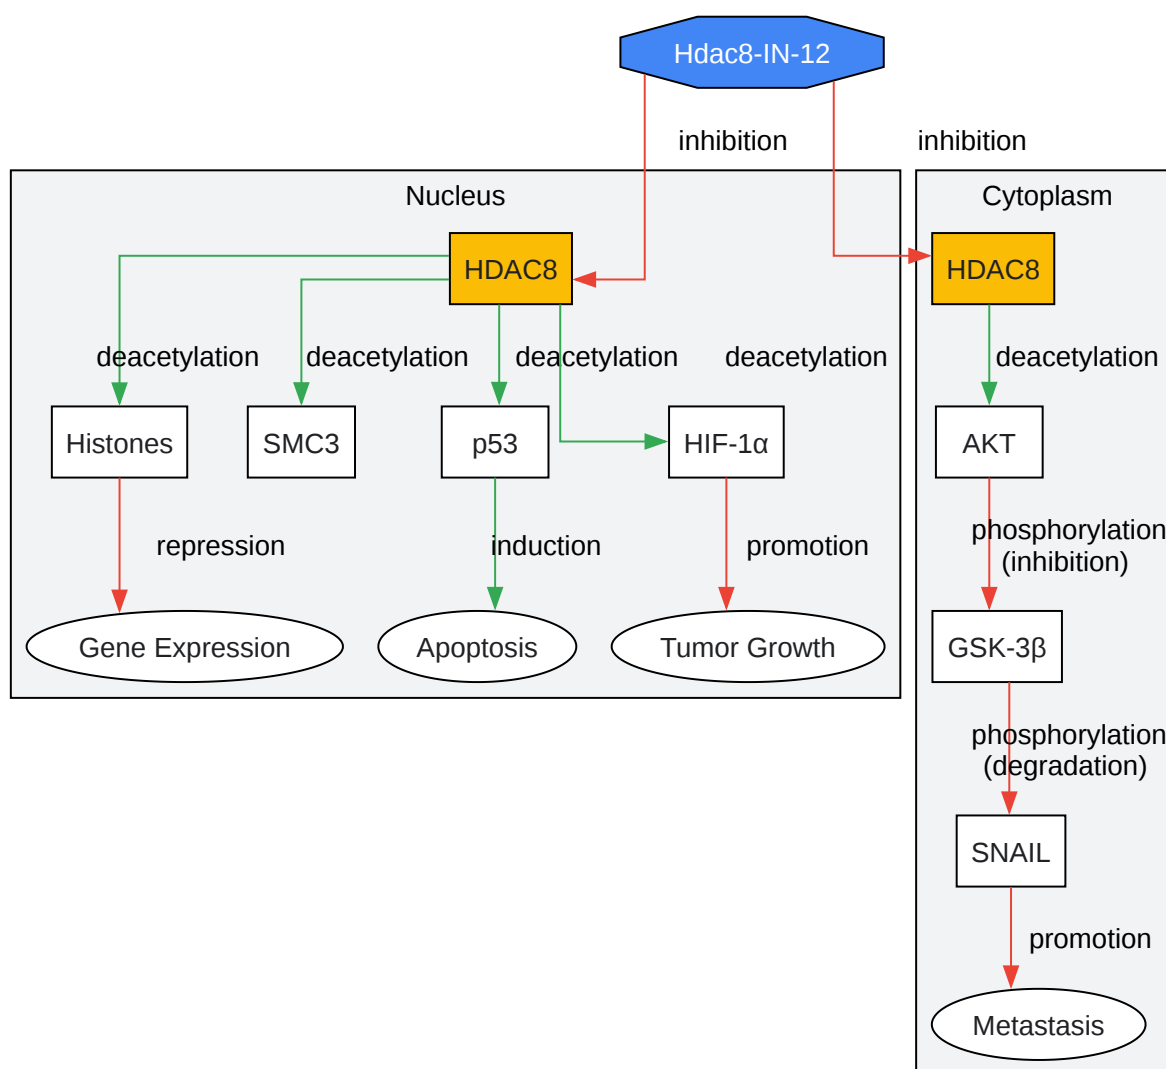 Hdac8-IN-12
inhibition
inhibition
Nucleus
Cytoplasm
HDAC8
HDAC8
deacetylation
deacetylation
deacetylation
deacetylation
deacetylation
Histones
SMC3
p53
HIF-1α
AKT
repression
induction
promotion
phosphorylation
(inhibition)
Gene Expression
Apoptosis
Tumor Growth
GSK-3β
phosphorylation
(degradation)
SNAIL
promotion
Metastasis